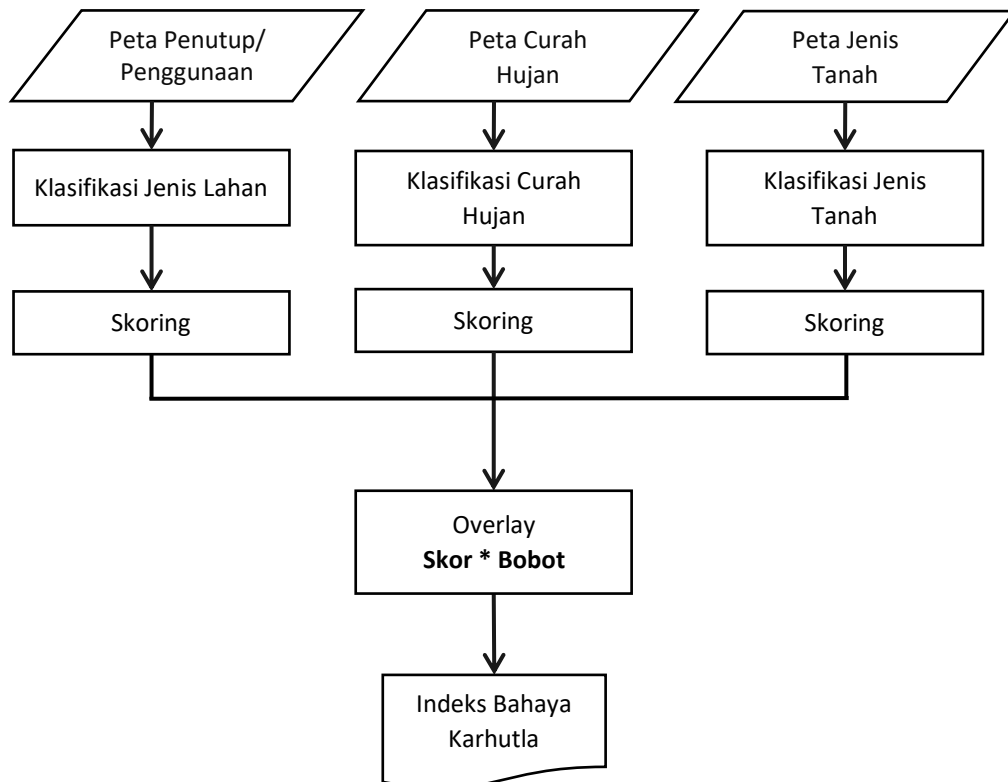 Peta Penutup/
Penggunaan
Peta Curah
Hujan
Peta Jenis
Tanah
Klasifikasi Jenis Lahan
Klasifikasi Curah
Hujan
Klasifikasi Jenis
Tanah
Skoring
Skoring
Skoring
Overlay
Skor * Bobot
Indeks Bahaya
Karhutla